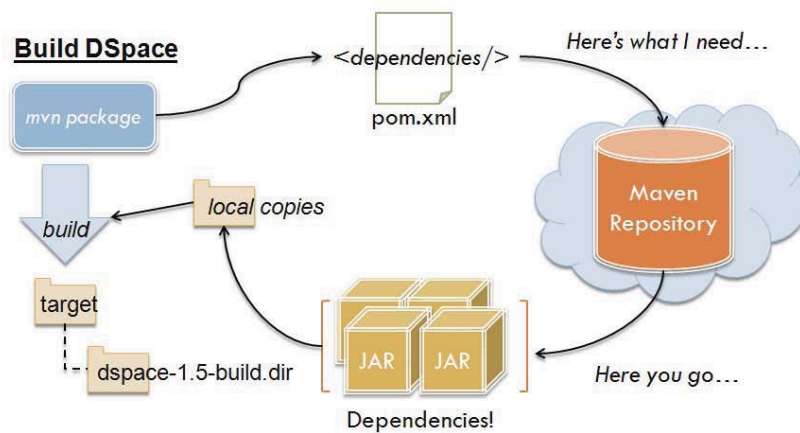 Build DSpace
<dependencies/>
Here's what I need…
mvn package
pom.xml
Maven
Repository
local copies
build
target
JAR
JAR
dspace-1.5-build.dir
Here you go…
Dependencies!